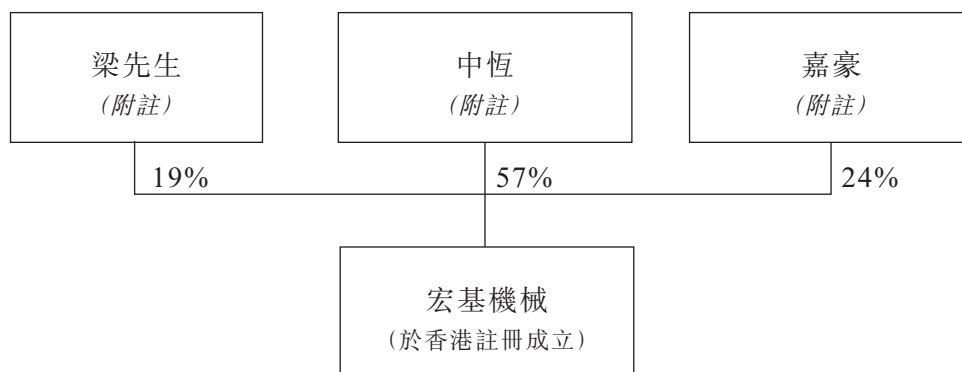 梁先生
（附註）
中恆
（附註）
嘉豪
（附註）
19%
57%
24%
宏基機械
（於香港註冊成立）